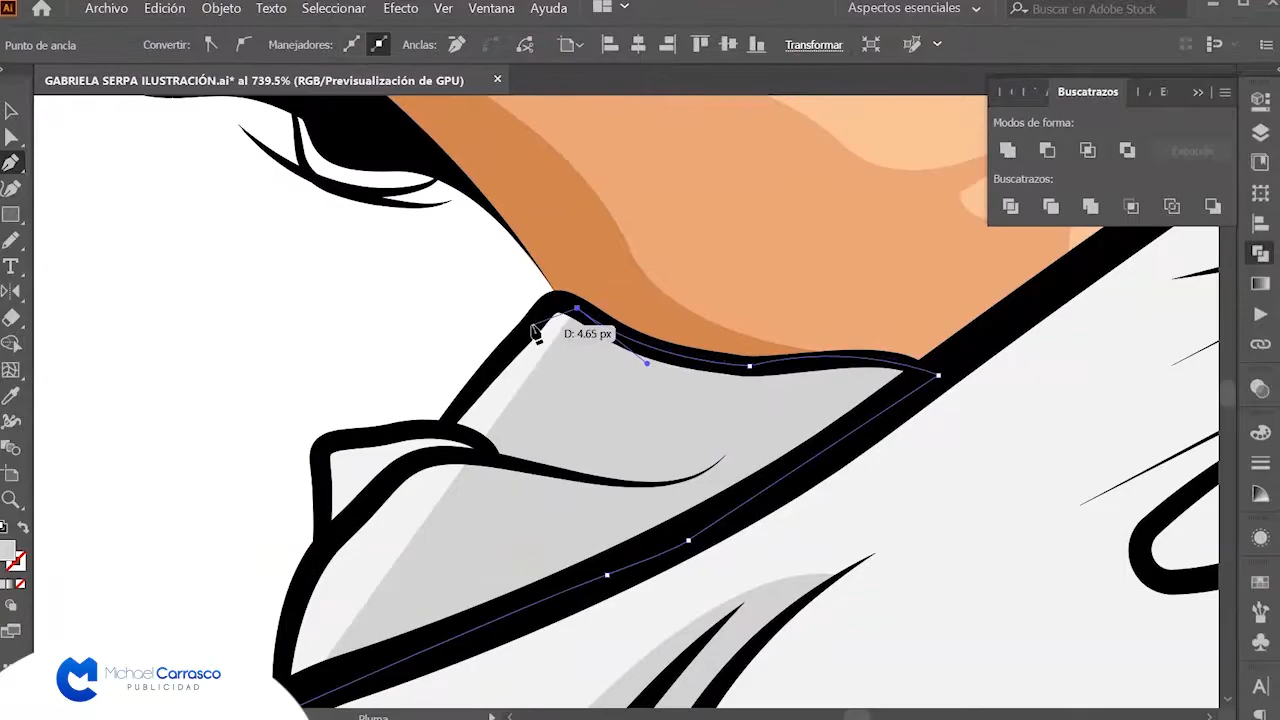 Ai Archivo Edición Objeto Texto Seleccionar Efecto Ver Ventana Ayuda Aspectos esenciales Buscar en Adobe Stock
Punto de ancla Convertir: Manejadores: Anclas: Transformar
GABRIELA SERPA ILUSTRACIÓN.ai* al 739.5% (RGB/Previsualización de GPU)
Buscatrazos
Modos de forma:
Expansión
Buscatrazos:
D: 4.65 px
Michael Carrasco
PUBLICIDAD
Pluma